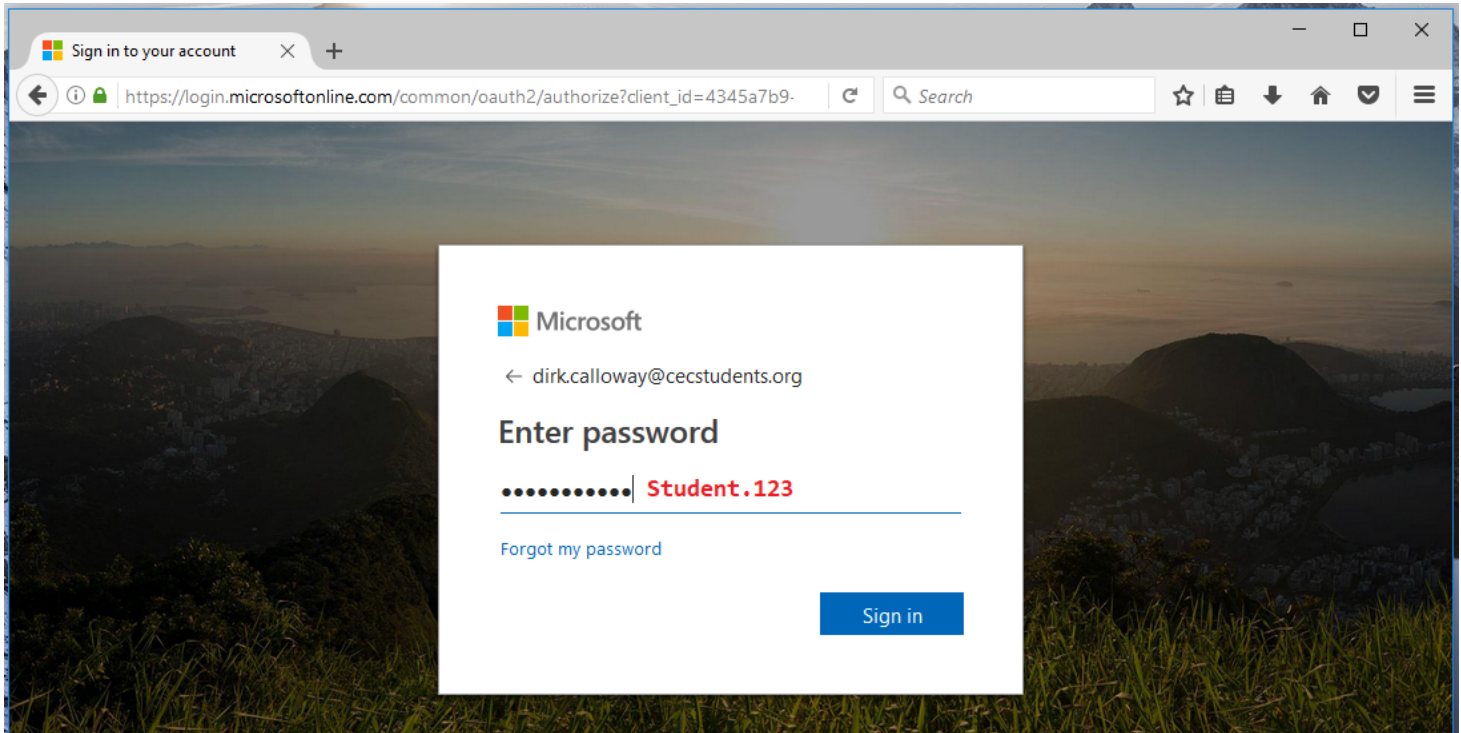 Sign in to your account
https://login.microsoftonline.com/common/oauth2/authorize?client_id=4345a7b9-
Search
Microsoft
← dirk.calloway@cecstudents.org
Enter password
••••••••••• Student.123
Forgot my password
Sign in